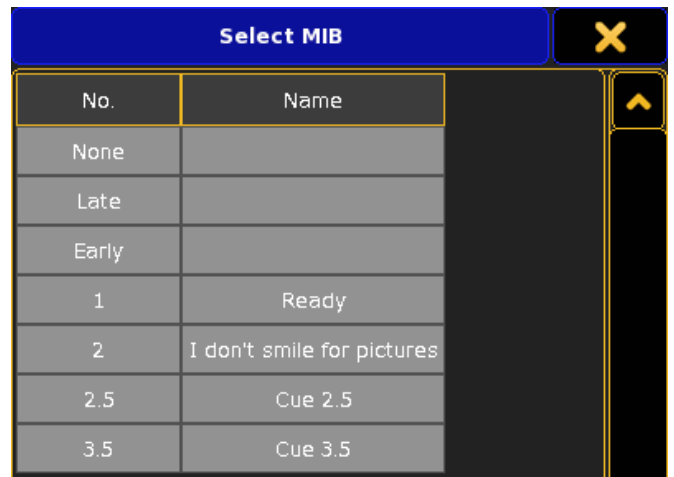 Select MIB
No. Name
None
Late
Early
1 Ready
2 I don't smile for pictures
2.5 Cue 2.5
3.5 Cue 3.5